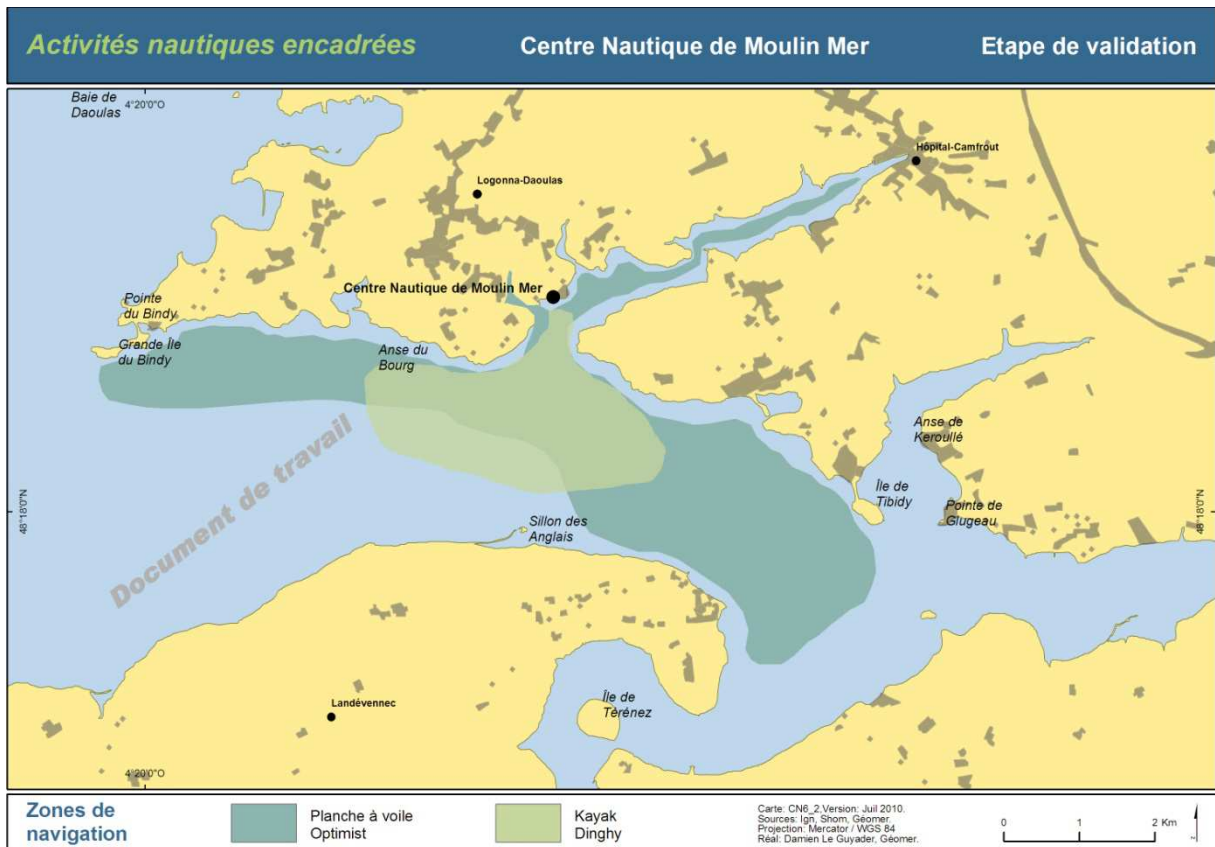 Activités nautiques encadrées
Centre Nautique de Moulin Mer
Etape de validation
Baie de
Daoulas
4°20'0"O
Hôpital-Camfrout
Logonna-Daoulas
Centre Nautique de Moulin Mer
Pointe
du Bindy
Grande Île
du Bindy
Anse du
Bourg
Anse de
Keroullé
Document de travail
Île de
Tibidy
Pointe de
Glugeau
48°18'0"N
48°18'0"N
Sillon des
Anglais
Île de
Térénez
Landévennec
4°20'0"O
Zones de
navigation
Planche à voile
Optimist
Kayak
Dinghy
Carte: CN6_2,Version: Juil 2010.
Sources: Ign, Shom, Géomer.
Projection: Mercator / WGS 84
Réal: Damien Le Guyader, Géomer.
0 1 2 Km
N